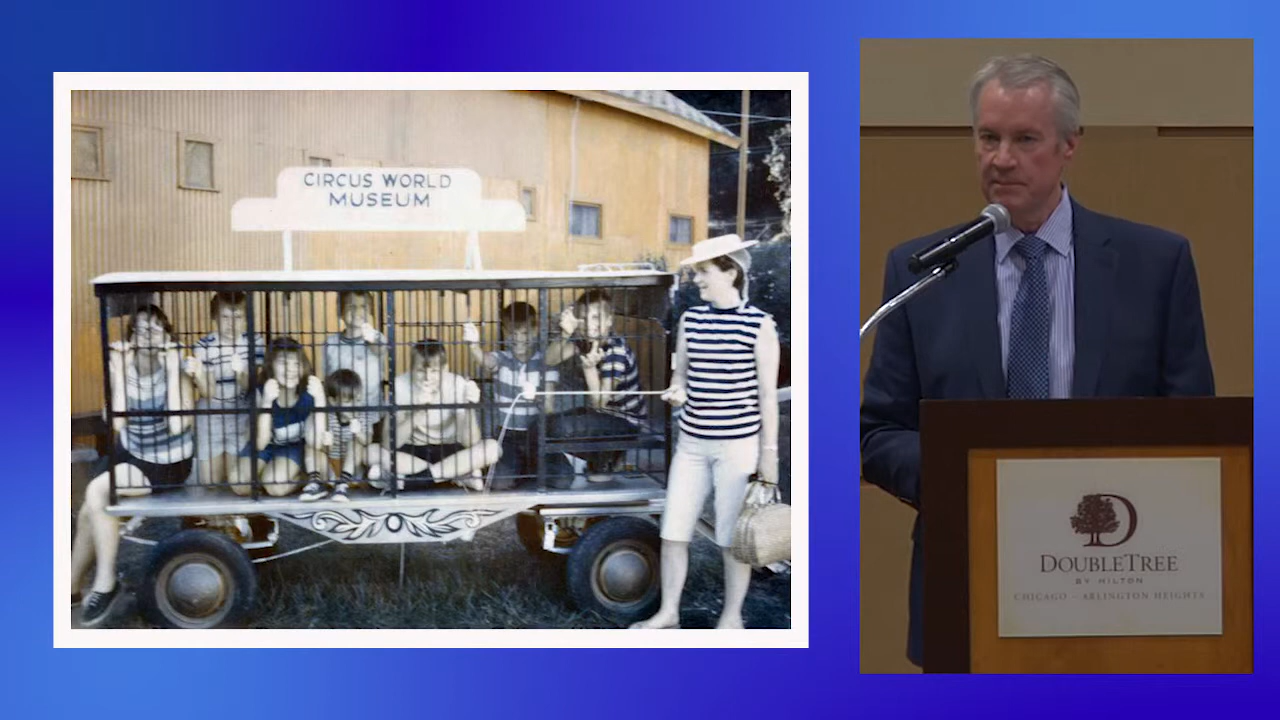 CIRCUS WORLD
MUSEUM
D
DOUBLETREE
BY HILTON
CHICAGO - ARLINGTON HEIGHTS